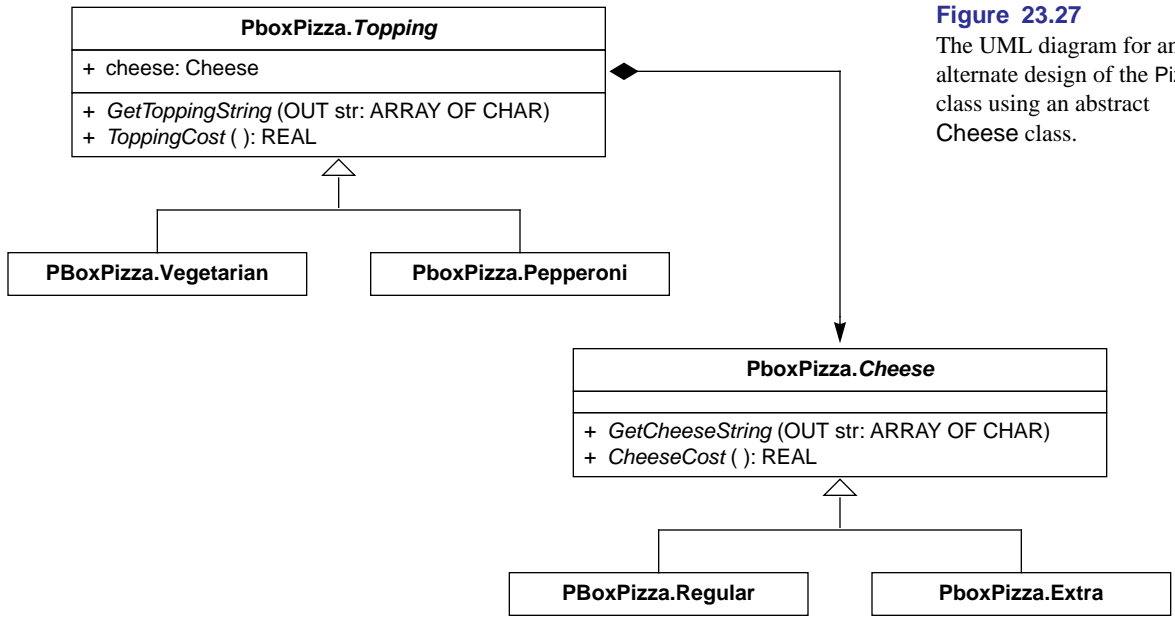 PboxPizza.Topping
+ cheese: Cheese
+ GetToppingString (OUT str: ARRAY OF CHAR)
+ ToppingCost ( ): REAL
PBoxPizza.Vegetarian
PboxPizza.Pepperoni
PboxPizza.Cheese
+ GetCheeseString (OUT str: ARRAY OF CHAR)
+ CheeseCost ( ): REAL
PBoxPizza.Regular
PboxPizza.Extra
Figure 23.27
The UML diagram for
alternate design of the
class using an abstract
Cheese class.